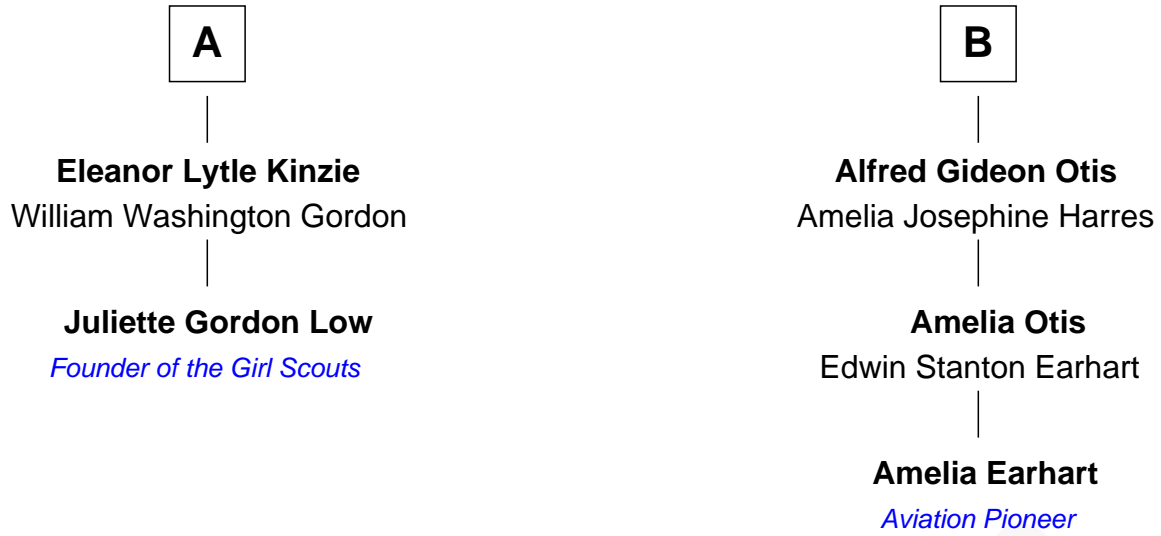 A
Eleanor Lytle Kinzie
William Washington Gordon
Juliette Gordon Low
Founder of the Girl Scouts
B
Alfred Gideon Otis
Amelia Josephine Harres
Amelia Otis
Edwin Stanton Earhart
Amelia Earhart
Aviation Pioneer